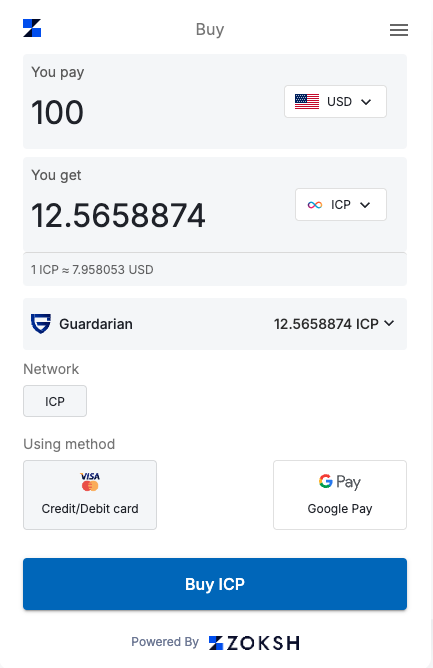 Buy
You pay
100
USD
You get
12.5658874
ICP
1 ICP ≈ 7.958053 USD
Guardarian
12.5658874 ICP
Network
ICP
Using method
VISA
Credit/Debit card
G Pay
Google Pay
Buy ICP
Powered By ZOKSH